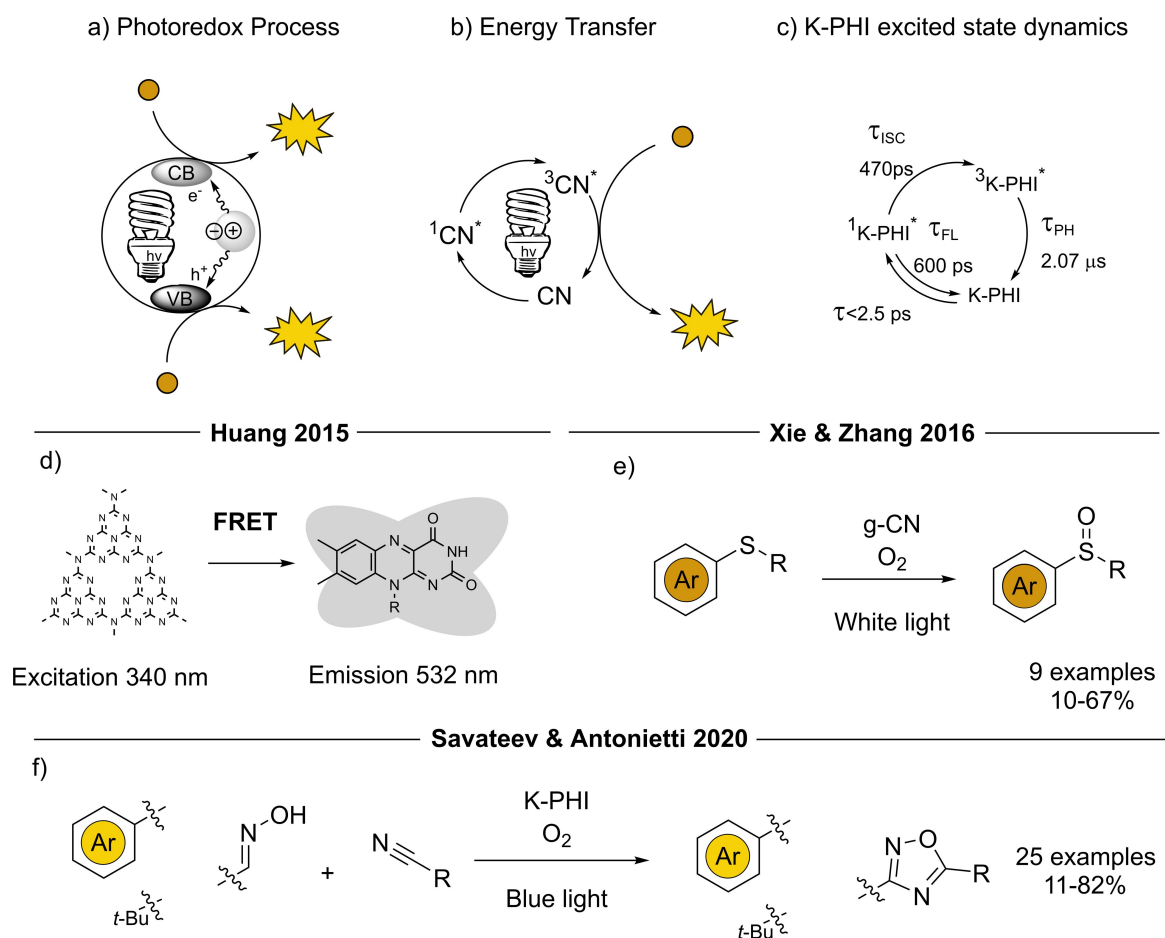 a) Photoredox Process
b) Energy Transfer
c) K-PHI excited state dynamics
CB
e-
hv
− +
h+
VB
3CN*
1CN*
hv
CN
τISC
470ps
3K-PHI*
1K-PHI*
τFL
600 ps
τPH
2.07 μs
K-PHI
τ<2.5 ps
Huang 2015
Xie & Zhang 2016
d)
N
N N
N N N
N N N N
N N
FRET
O
N
NH
N
N
O
R
Excitation 340 nm
Emission 532 nm
e)
Ar
S
R
g-CN
O2
White light
O
S
R
Ar
9 examples
10-67%
Savateev & Antonietti 2020
f)
Ar
t-Bu
N
OH
+
N
R
K-PHI
O2
Blue light
Ar
t-Bu
N
O
N
R
25 examples
11-82%